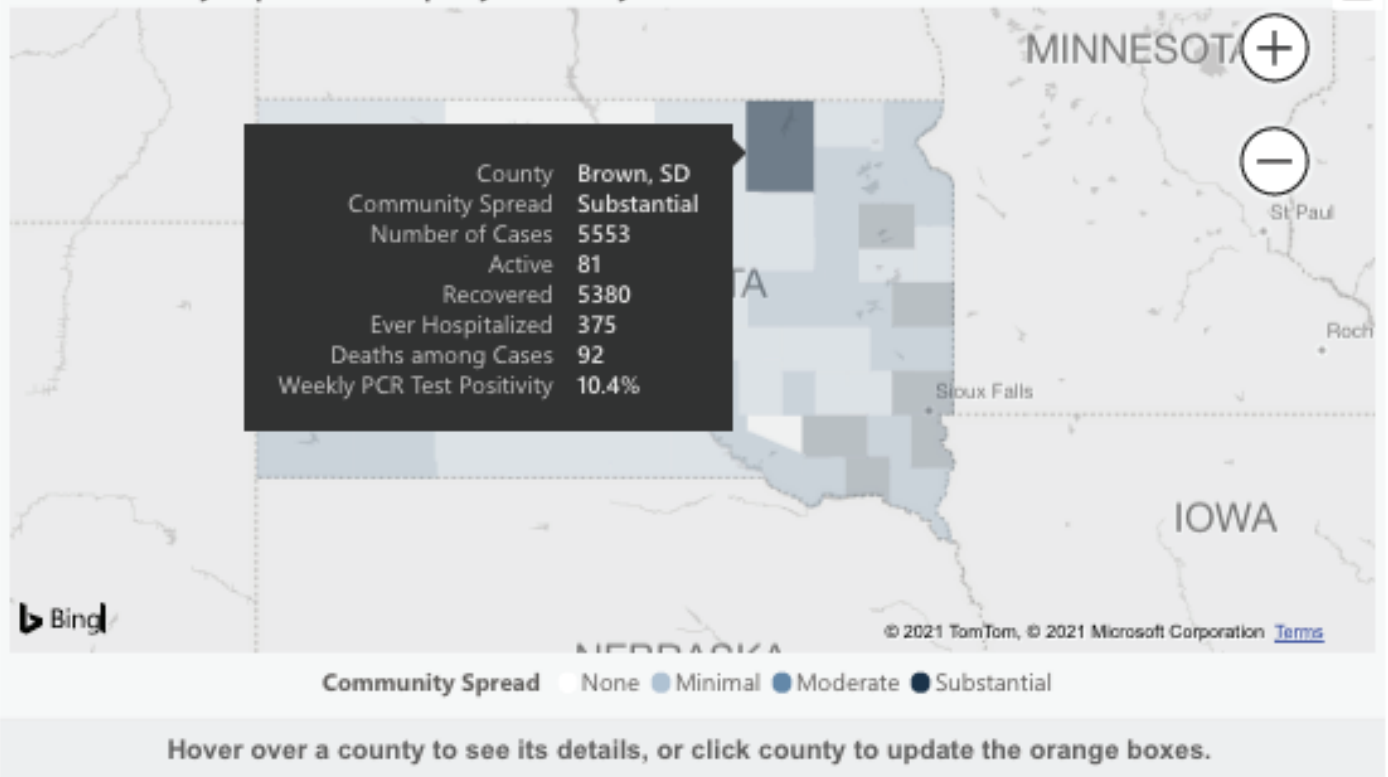 MINNESOTA
County Brown, SD
Community Spread Substantial
Number of Cases 5553
Active 81
Recovered 5380
Ever Hospitalized 375
Deaths among Cases 92
Weekly PCR Test Positivity 10.4%
TA
St Paul
Roch
Sioux Falls
IOWA
Bing
© 2021 TomTom, © 2021 Microsoft Corporation Terms
NEBRASKA
Community Spread None Minimal Moderate Substantial
Hover over a county to see its details, or click county to update the orange boxes.